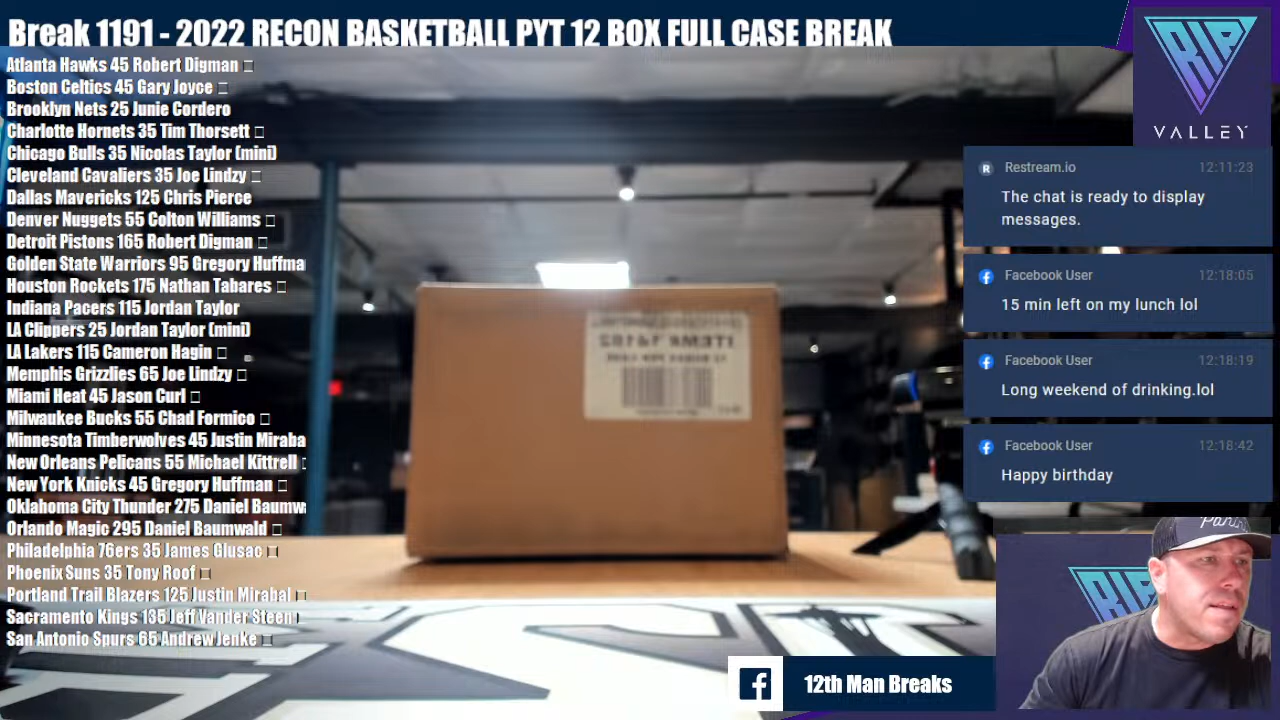 Break 1191 - 2022 RECON BASKETBALL PYT 12 BOX FULL CASE BREAK
Atlanta Hawks 45 Robert Digman
Boston Celtics 45 Gary Joyce
Brooklyn Nets 25 Junie Cordero
Charlotte Hornets 35 Tim Thorsett
Chicago Bulls 35 Nicolas Taylor (mini)
Cleveland Cavaliers 35 Joe Lindzy
Dallas Mavericks 125 Chris Pierce
Denver Nuggets 55 Colton Williams
Detroit Pistons 165 Robert Digman
Golden State Warriors 95 Gregory Huffma
Houston Rockets 175 Nathan Tabares
Indiana Pacers 115 Jordan Taylor
LA Clippers 25 Jordan Taylor (mini)
LA Lakers 115 Cameron Hagin
Memphis Grizzlies 65 Joe Lindzy
Miami Heat 45 Jason Curl
Milwaukee Bucks 55 Chad Formico
Minnesota Timberwolves 45 Justin Miraba
New Orleans Pelicans 55 Michael Kittrell
New York Knicks 45 Gregory Huffman
Oklahoma City Thunder 275 Daniel Baumw
Orlando Magic 295 Daniel Baumwald
Philadelphia 76ers 35 James Glusac
Phoenix Suns 35 Tony Roof
Portland Trail Blazers 125 Justin Mirabal
Sacramento Kings 135 Jeff Vander Steen
San Antonio Spurs 65 Andrew Jenke
RIP
VALLEY
Restream.io 12:11:23
The chat is ready to display
messages.
Facebook User 12:18:05
15 min left on my lunch lol
Facebook User 12:18:19
Long weekend of drinking.lol
Facebook User 12:18:42
Happy birthday
RIP
12th Man Breaks